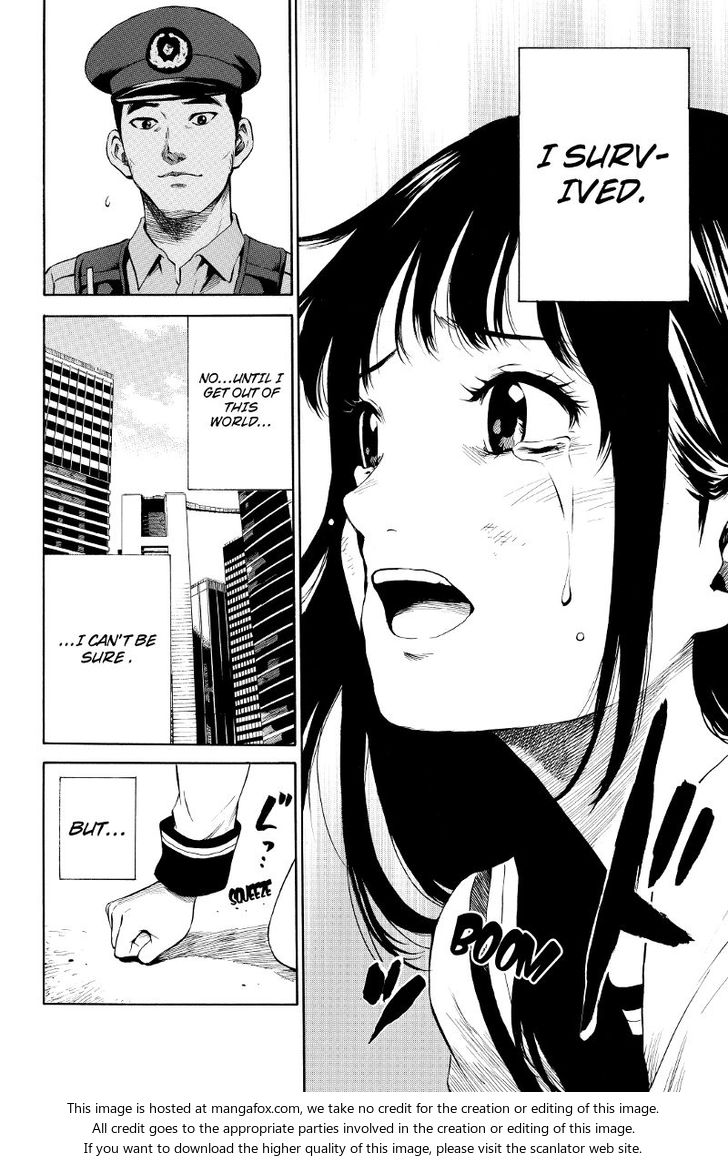 I SURV-
IVED.
NO...UNTIL I
GET OUT OF
THIS
WORLD...
...I CAN'T BE
SURE .
BUT...
SQUEEZE
BOOM
This image is hosted at mangafox.com, we take no credit for the creation or editing of this image.
All credit goes to the appropriate parties involved in the creation or editing of this image.
If you want to download the higher quality of this image, please visit the scanlator web site.